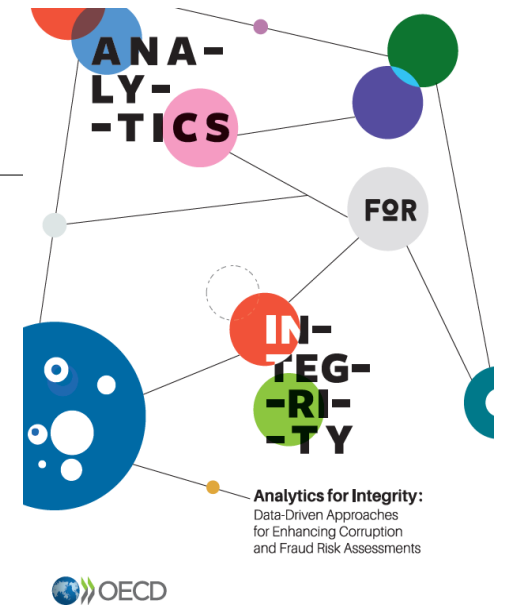 ANA–
LY–
–TICS
FOR
IN–
TEG–
–RI–
–TY
Analytics for Integrity:
Data-Driven Approaches
for Enhancing Corruption
and Fraud Risk Assessments
OECD